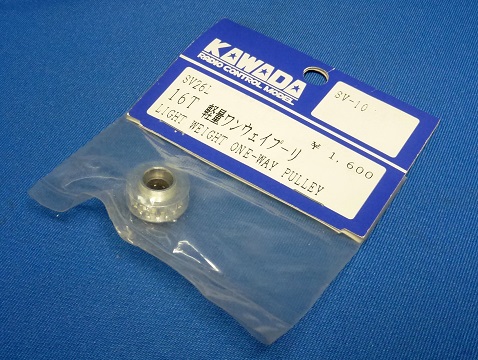 KAWADA
RADIO CONTROL MODEL
SV-10
SV26
16T 軽量ワンウェイプーリ ¥1,600
LIGHT WEIGHT ONE-WAY PULLEY